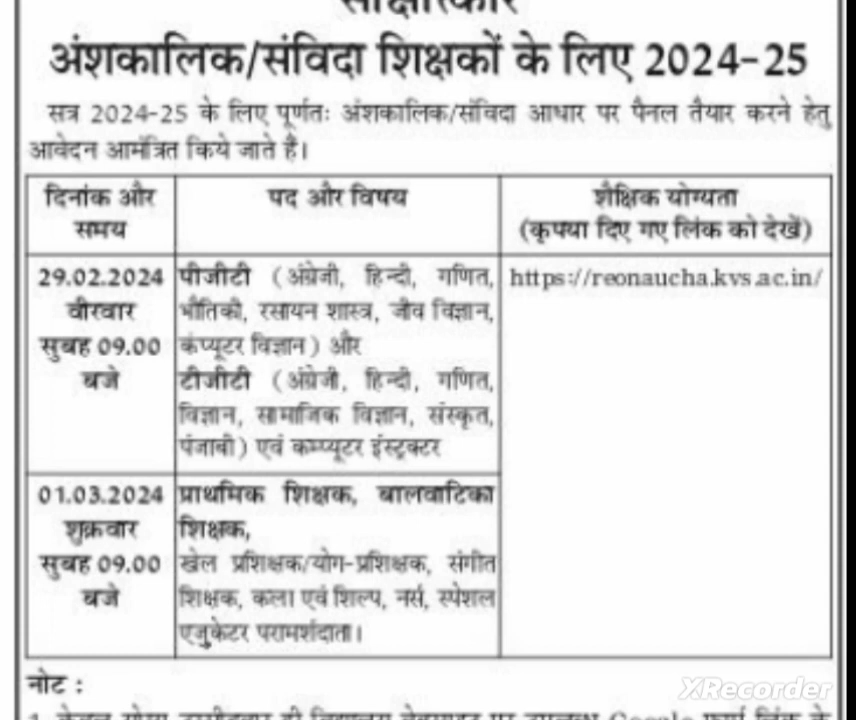 साक्षात्कार
अंशकालिक/संविदा शिक्षकों के लिए 2024-25
सत्र 2024-25 के लिए पूर्णतः अंशकालिक/संविदा आधार पर पैनल तैयार करने हेतु
आवेदन आमंत्रित किये जाते है।
दिनांक और
समय
पद और विषय
शैक्षिक योग्यता
(कृपया दिए गए लिंक को देखें)
29.02.2024
वीरवार
सुबह 09.00
बजे
पीजीटी (अंग्रेजी, हिन्दी, गणित,
भौतिकी, रसायन शास्त्र, जीव विज्ञान,
कंप्यूटर विज्ञान) और
टीजीटी (अंग्रेजी, हिन्दी, गणित,
विज्ञान, सामाजिक विज्ञान, संस्कृत,
पंजाबी) एवं कम्प्यूटर इंस्ट्रक्टर
https://reonaucha.kvs.ac.in/
01.03.2024
शुक्रवार
सुबह 09.00
बजे
प्राथमिक शिक्षक, बालवाटिका
शिक्षक,
खेल प्रशिक्षक/योग-प्रशिक्षक, संगीत
शिक्षक, कला एवं शिल्प, नर्स, स्पेशल
एजुकेटर परामर्शदाता।
नोट :
XRecorder